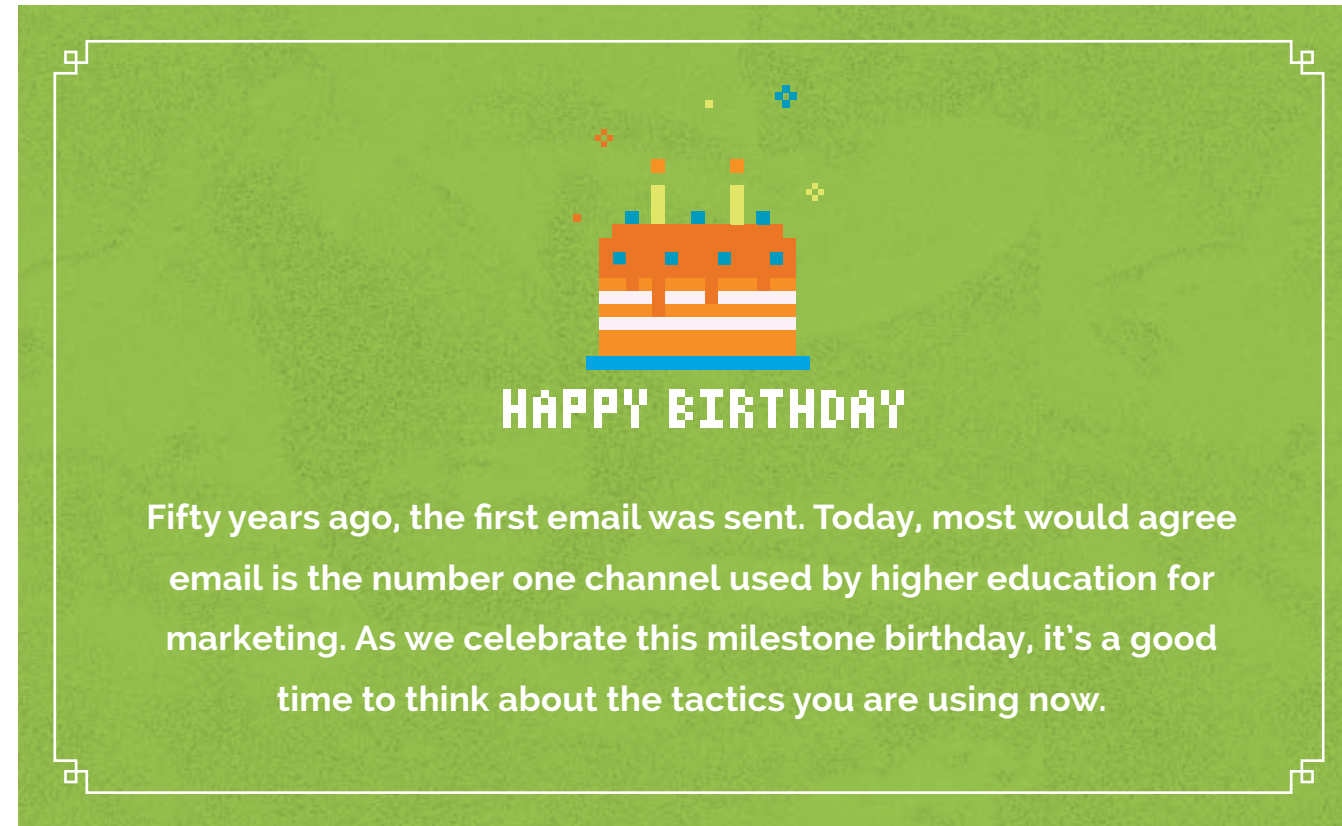 HAPPY BIRTHDAY
Fifty years ago, the first email was sent. Today, most would agree
email is the number one channel used by higher education for
marketing. As we celebrate this milestone birthday, it’s a good
time to think about the tactics you are using now.